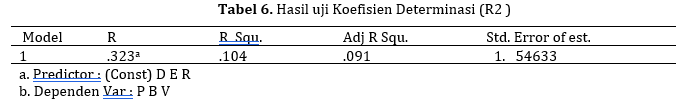 Tabel 6. Hasil uji Koefisien Determinasi (R2 )
Model R R Squ. Adj R Squ. Std. Error of est.
1 .323ᵃ .104 .091 1. 54633
a. Predictor : (Const) D E R
b. Dependen Var : P B V